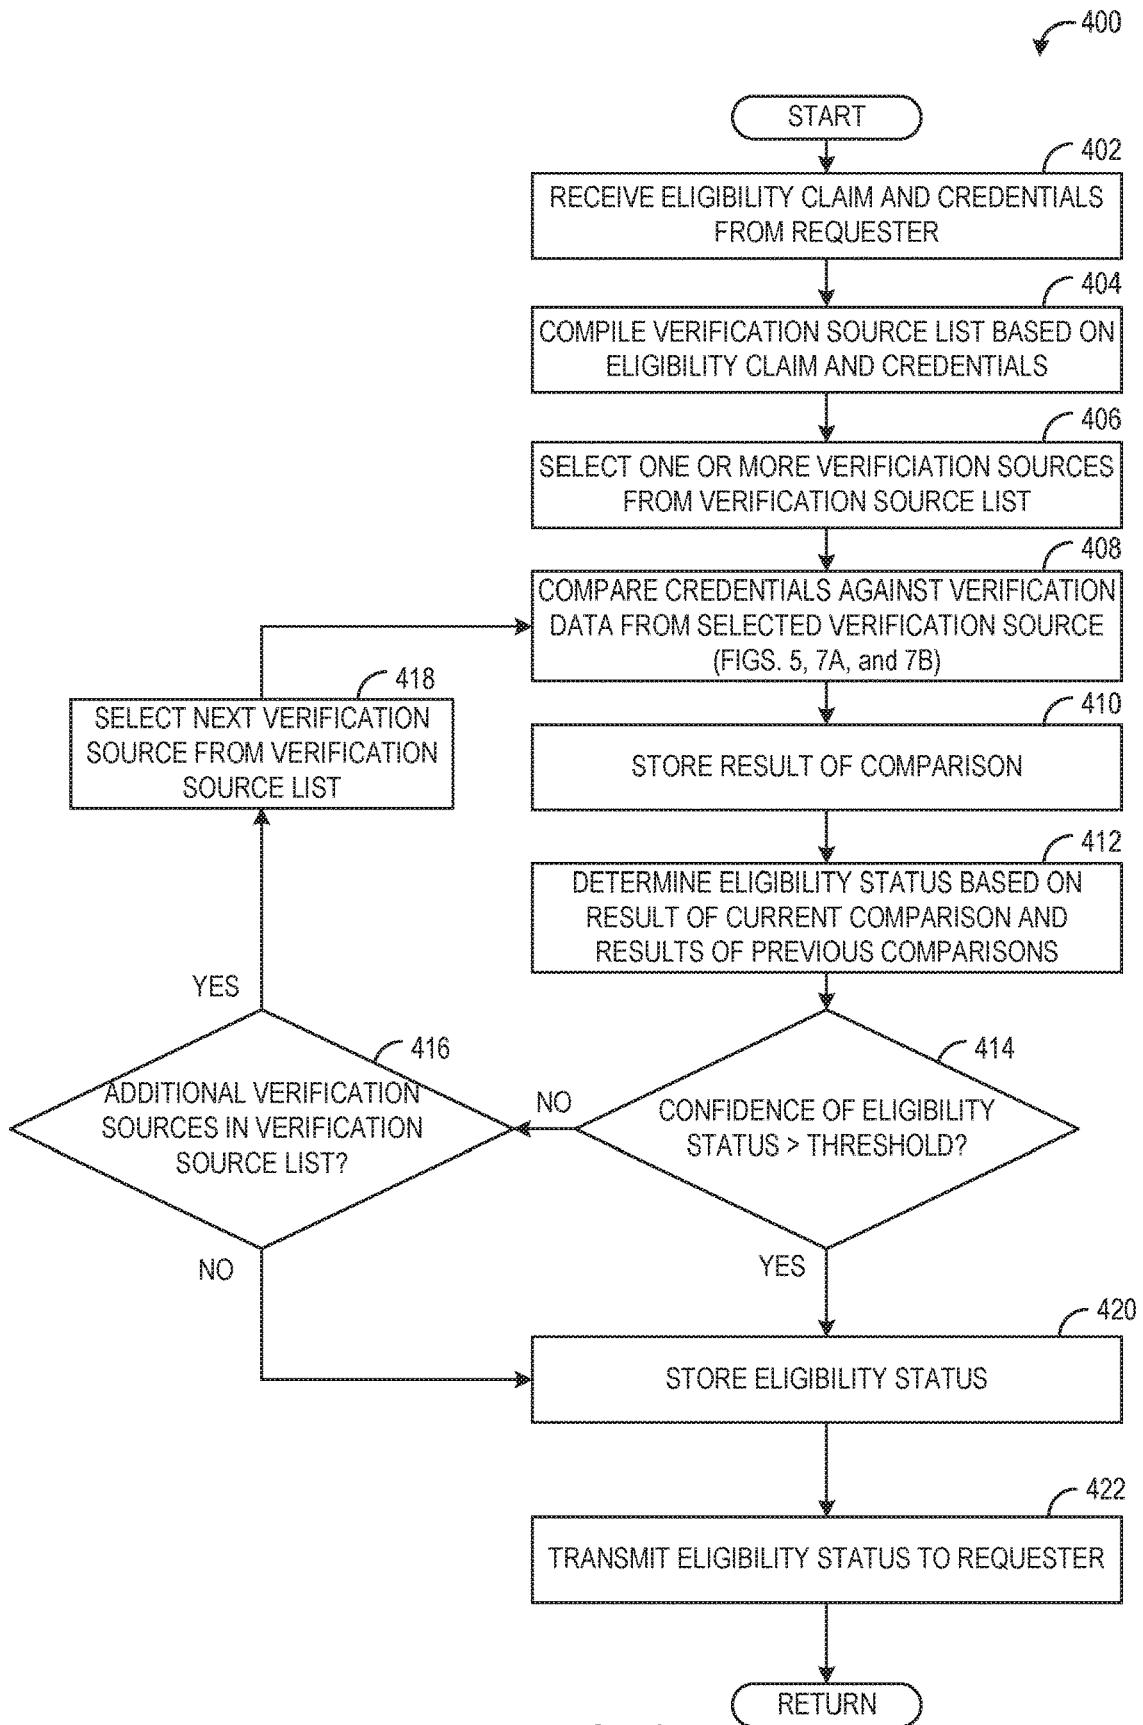 400
START
402
RECEIVE ELIGIBILITY CLAIM AND CREDENTIALS
FROM REQUESTER
404
COMPILE VERIFICATION SOURCE LIST BASED ON
ELIGIBILITY CLAIM AND CREDENTIALS
406
SELECT ONE OR MORE VERIFICIATION SOURCES
FROM VERIFICATION SOURCE LIST
408
COMPARE CREDENTIALS AGAINST VERIFICATION
DATA FROM SELECTED VERIFICATION SOURCE
(FIGS. 5, 7A, and 7B)
418
SELECT NEXT VERIFICATION
SOURCE FROM VERIFICATION
SOURCE LIST
410
STORE RESULT OF COMPARISON
412
DETERMINE ELIGIBILITY STATUS BASED ON
RESULT OF CURRENT COMPARISON AND
RESULTS OF PREVIOUS COMPARISONS
YES
416
ADDITIONAL VERIFICATION
SOURCES IN VERIFICATION
SOURCE LIST?
NO
414
CONFIDENCE OF ELIGIBILITY
STATUS > THRESHOLD?
NO
YES
420
STORE ELIGIBILITY STATUS
422
TRANSMIT ELIGIBILITY STATUS TO REQUESTER
RETURN